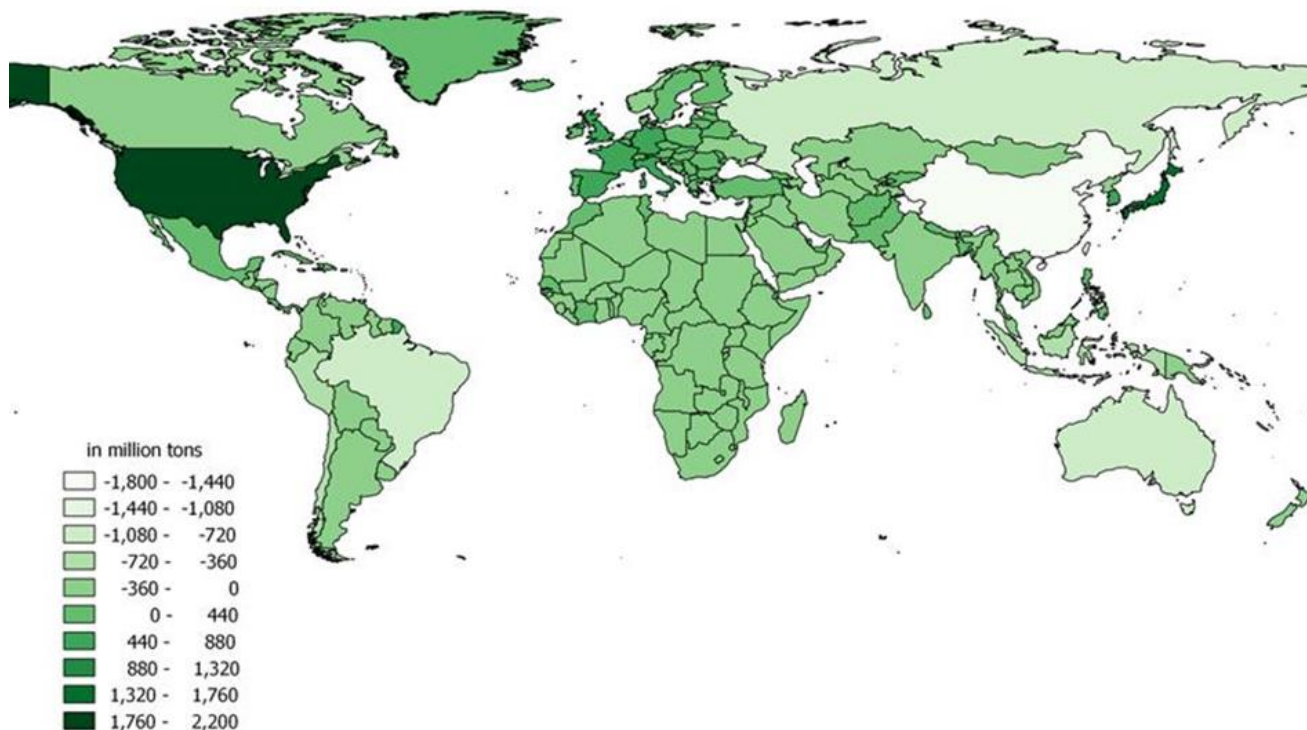 in million tons
-1,800 - -1,440
-1,440 - -1,080
-1,080 - -720
-720 - -360
-360 - 0
0 - 440
440 - 880
880 - 1,320
1,320 - 1,760
1,760 - 2,200